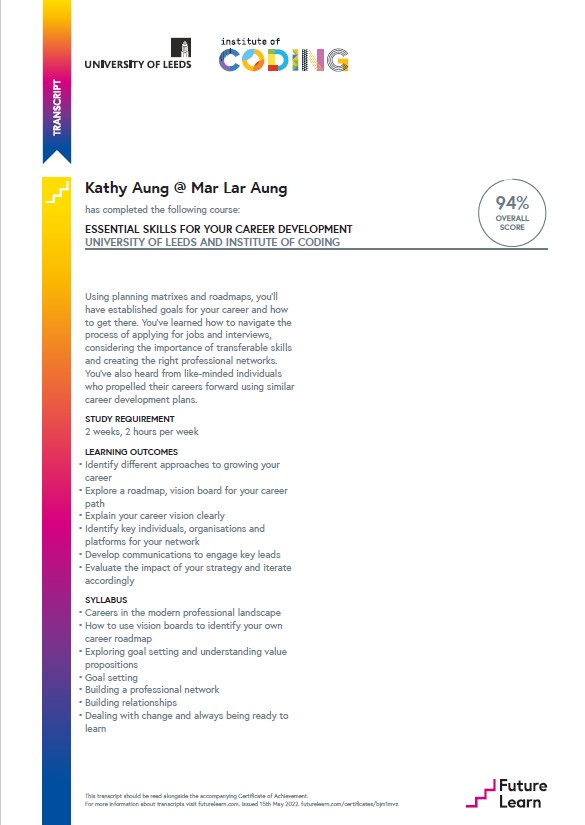 TRANSCRIPT
UNIVERSITY OF LEEDS
institute of
CODING
Kathy Aung @ Mar Lar Aung
has completed the following course:
ESSENTIAL SKILLS FOR YOUR CAREER DEVELOPMENT
UNIVERSITY OF LEEDS AND INSTITUTE OF CODING
94%
OVERALL
SCORE
Using planning matrixes and roadmaps, you'll
have established goals for your career and how
to get there. You've learned how to navigate the
process of applying for jobs and interviews,
considering the importance of transferable skills
and creating the right professional networks.
You've also heard from like-minded individuals
who propelled their careers forward using similar
career development plans.
STUDY REQUIREMENT
2 weeks, 2 hours per week
LEARNING OUTCOMES
• Identify different approaches to growing your
career
• Explore a roadmap, vision board for your career
path
• Explain your career vision clearly
• Identify key individuals, organisations and
platforms for your network
• Develop communications to engage key leads
• Evaluate the impact of your strategy and iterate
accordingly
SYLLABUS
• Careers in the modern professional landscape
• How to use vision boards to identify your own
career roadmap
• Exploring goal setting and understanding value
propositions
• Goal setting
• Building a professional network
• Building relationships
• Dealing with change and always being ready to
learn
This transcript should be read alongside the accompanying Certificate of Achievement.
For more information about transcripts visit futurelearn.com. Issued 15th May 2022. futurelearn.com/certificates/bjm1mvz
Future
Learn